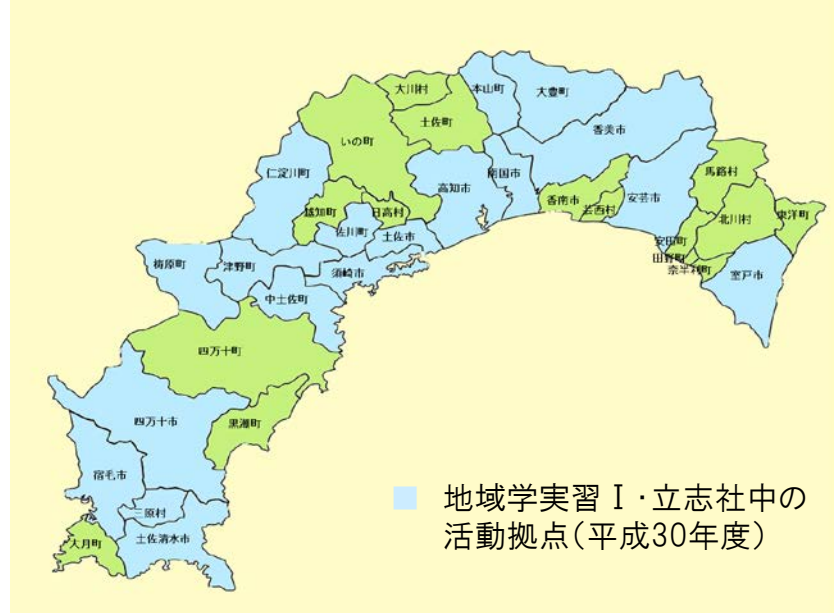 大川村
本山町
大豊町
土佐町
香美市
いの町
仁淀川町
高知市
南国市
馬路村
越知町
日高村
香南市
芸西村
安芸市
北川村
東洋町
佐川町
土佐市
安田町
田野町
奈半利町
室戸市
梼原町
津野町
須崎市
中土佐町
四万十町
四万十市
黒潮町
宿毛市
三原村
大月町
土佐清水市
地域学実習Ⅰ・立志社中の
活動拠点(平成30年度)